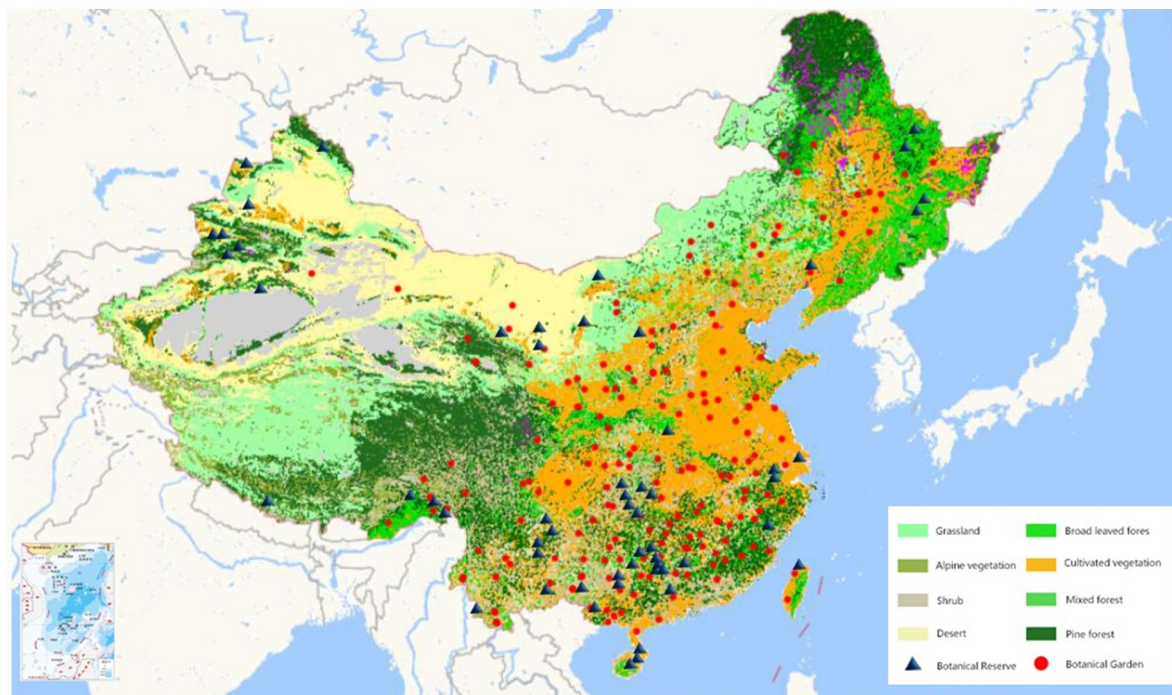 Grassland
Broad leaved fores
Alpine vegetation
Cultivated vegetation
Shrub
Mixed forest
Desert
Pine forest
Botanical Reserve
Botanical Garden